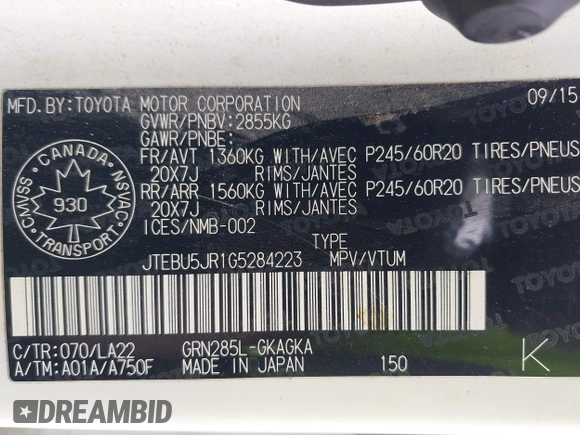 MFD.BY:TOYOTA MOTOR CORPORATION 09/15
GVWR/PNBV:2855KG
GAWR/PNBE:
FR/AVT 1360KG WITH/AVEC P245/60R20 TIRES/PNEUS
20X7J RIMS/JANTES
RR/ARR 1560KG WITH/AVEC P245/60R20 TIRES/PNEUS
20X7J RIMS/JANTES
ICES/NMB-002
TYPE
JTEBU5JR1G5284223 MPV/VTUM
CANADA
SSVMC NSVAC
930
TRANSPORT
C/TR:070/LA22 GRN285L-GKAGKA
A/TM:A01A/A750F MADE IN JAPAN 150 K
DREAMBID